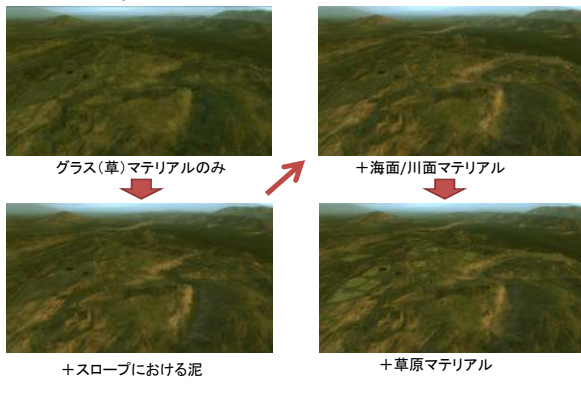 グラス（草）マテリアルのみ
＋スロープにおける泥
＋海面/川面マテリアル
＋草原マテリアル